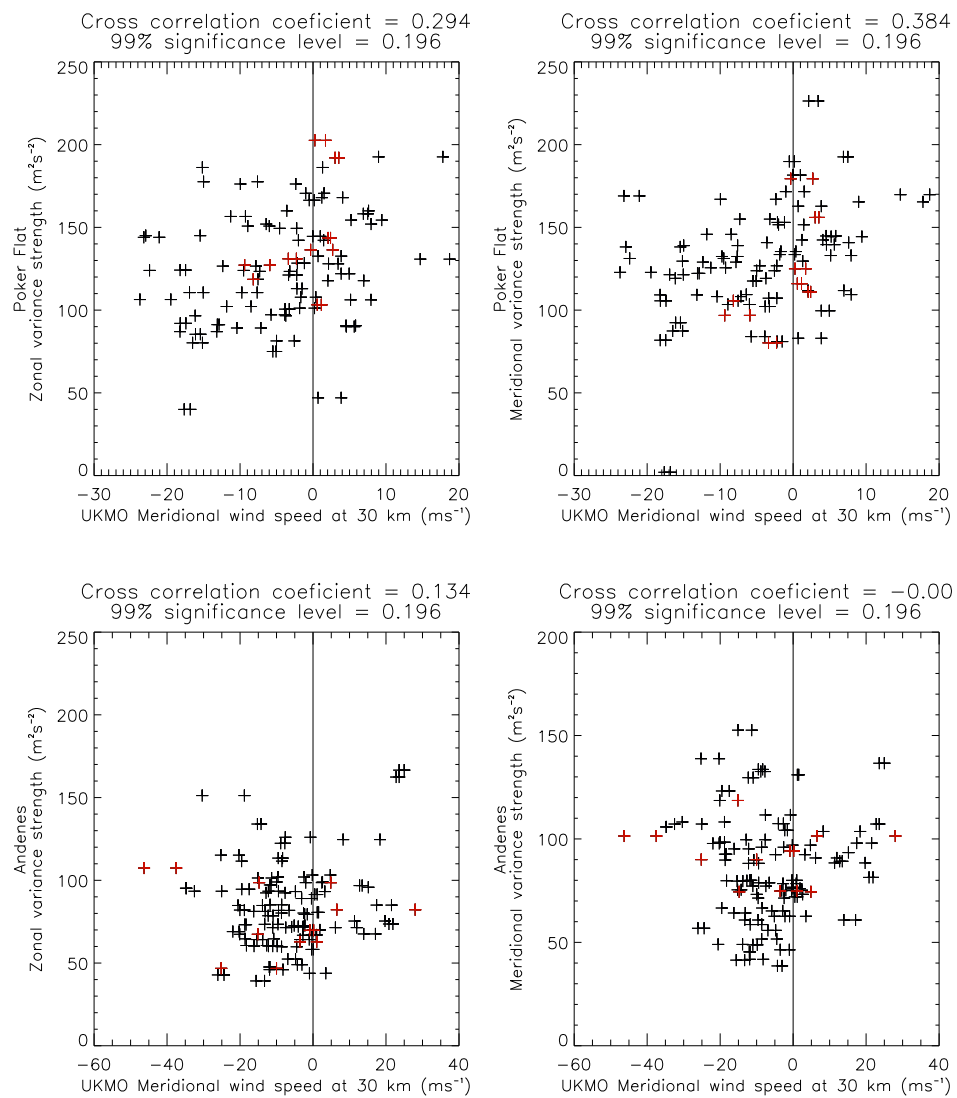 Cross correlation coeficient = 0.294
99% significance level = 0.196
250
200
150
100
50
0
Poker Flat
Zonal variance strength (m²s⁻²)
−30 −20 −10 0 10 20
UKMO Meridional wind speed at 30 km (ms⁻¹)
Cross correlation coeficient = 0.384
99% significance level = 0.196
250
200
150
100
50
0
Poker Flat
Meridional variance strength (m²s⁻²)
−30 −20 −10 0 10 20
UKMO Meridional wind speed at 30 km (ms⁻¹)
Cross correlation coeficient = 0.134
99% significance level = 0.196
250
200
150
100
50
0
Andenes
Zonal variance strength (m²s⁻²)
−60 −40 −20 0 20 40
UKMO Meridional wind speed at 30 km (ms⁻¹)
Cross correlation coeficient = −0.00
99% significance level = 0.196
200
150
100
50
0
Andenes
Meridional variance strength (m²s⁻²)
−60 −40 −20 0 20 40
UKMO Meridional wind speed at 30 km (ms⁻¹)